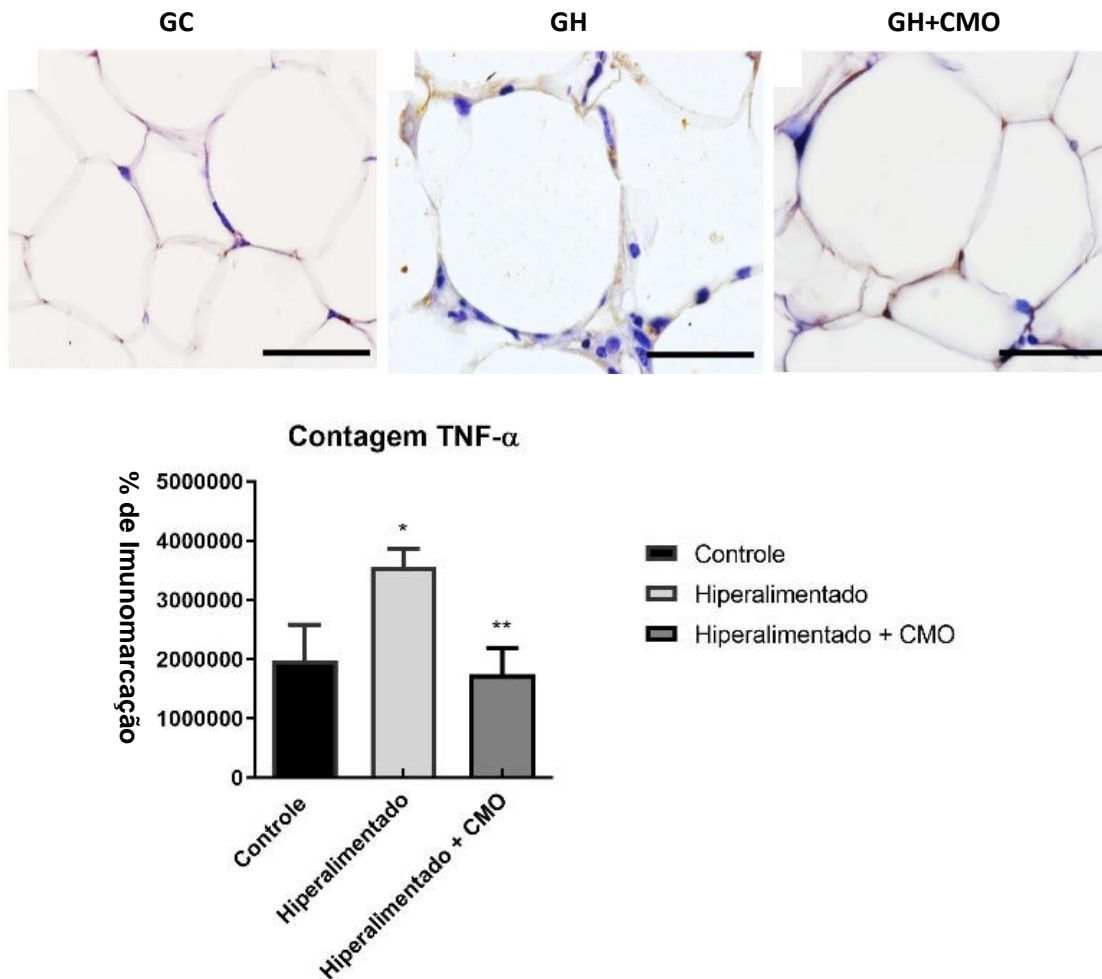 GC
GH
GH+CMO
Contagem TNF-α
% de Imunomarcação
5000000
4000000
3000000
2000000
1000000
0
*
**
Controle
Hiperalimentado
Hiperalimentado + CMO
Controle
Hiperalimentado
Hiperalimentado + CMO